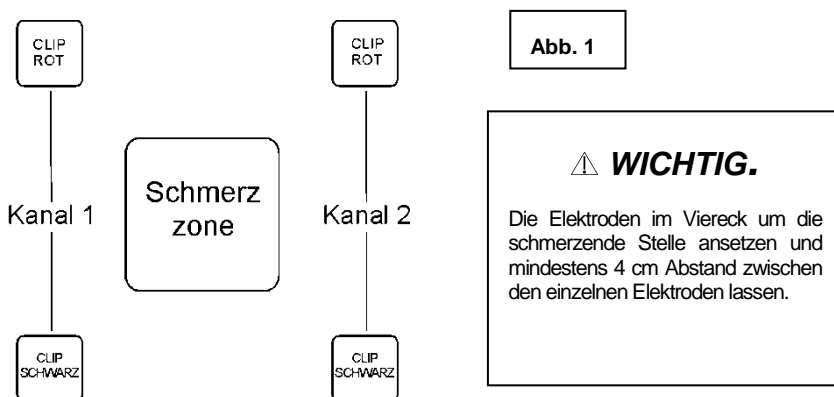 CLIP
ROT
CLIP
ROT
Abb. 1
Kanal 1
Schmerz
zone
Kanal 2
⚠ WICHTIG.
Die Elektroden im Viereck um die
schmerzende Stelle ansetzen und
mindestens 4 cm Abstand zwischen
den einzelnen Elektroden lassen.
CLIP
SCHWARZ
CLIP
SCHWARZ